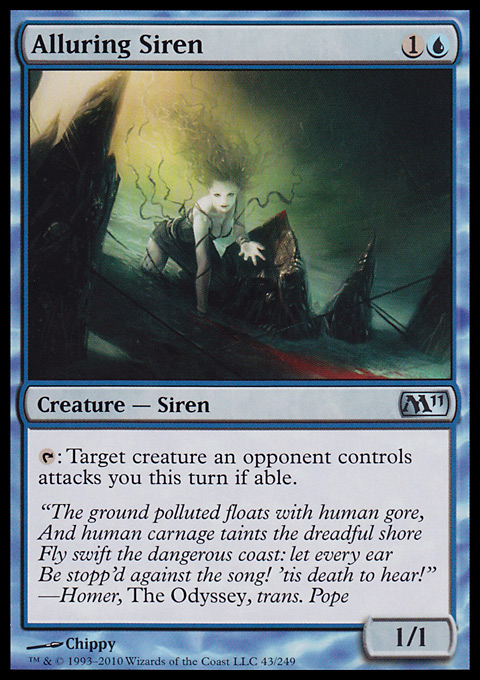 Alluring Siren 1
Creature — Siren M11
: Target creature an opponent controls
attacks you this turn if able.
“The ground polluted floats with human gore,
And human carnage taints the dreadful shore
Fly swift the dangerous coast: let every ear
Be stopp’d against the song! ’tis death to hear!”
—Homer, The Odyssey, trans. Pope
1/1
Chippy
™ & © 1993–2010 Wizards of the Coast LLC 43/249